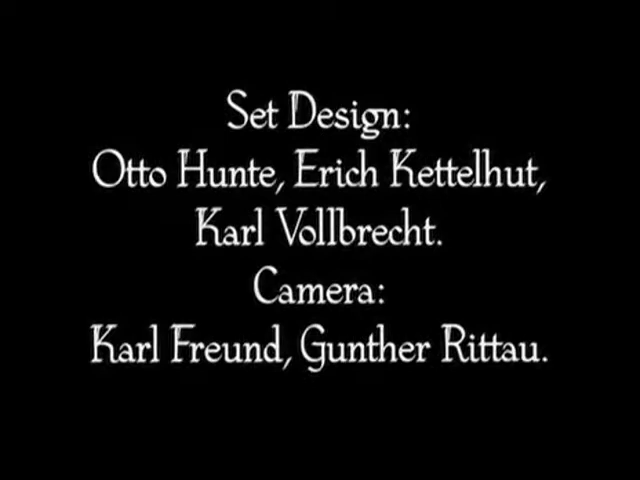 Set Design:
Otto Hunte, Erich Kettelhut,
Karl Vollbrecht.
Camera:
Karl Freund, Gunther Rittau.